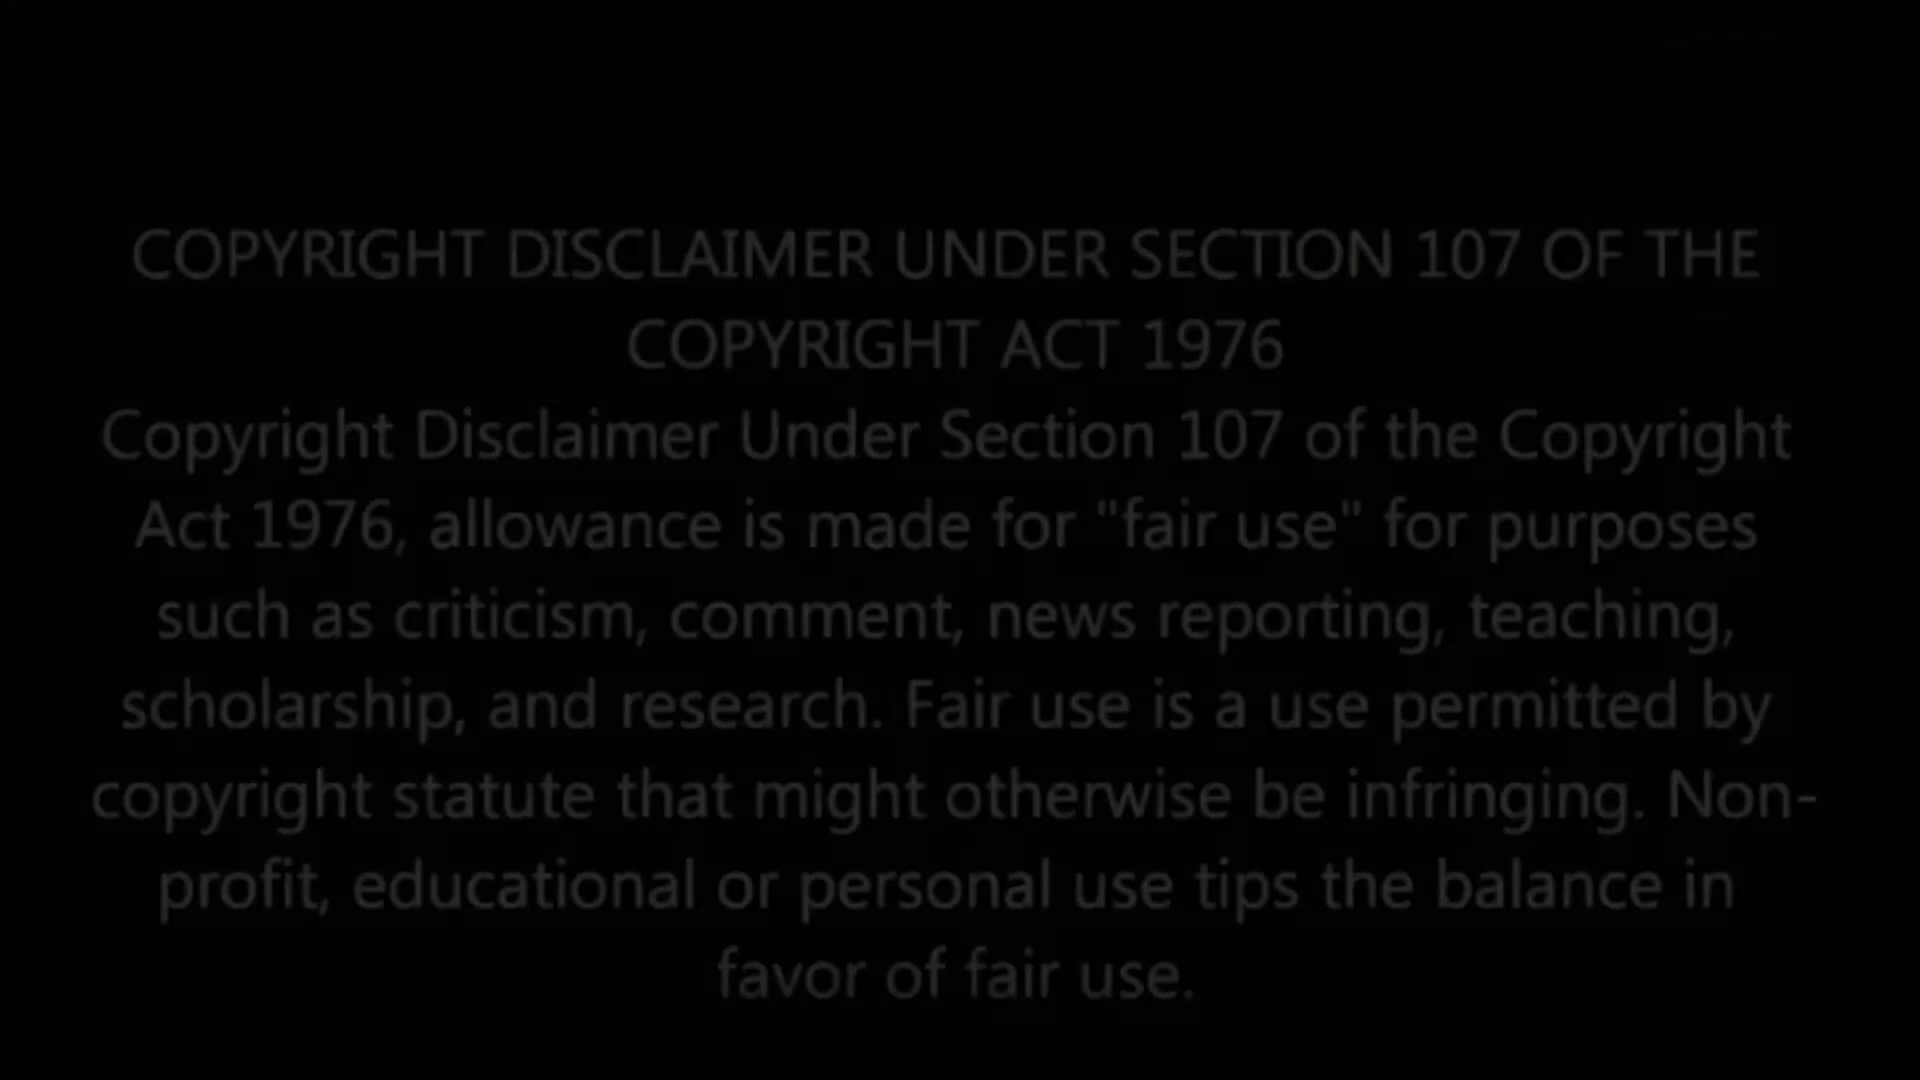 COPYRIGHT DISCLAIMER UNDER SECTION 107 OF THE
COPYRIGHT ACT 1976
Copyright Disclaimer Under Section 107 of the Copyright
Act 1976, allowance is made for "fair use" for purposes
such as criticism, comment, news reporting, teaching,
scholarship, and research. Fair use is a use permitted by
copyright statute that might otherwise be infringing. Non-
profit, educational or personal use tips the balance in
favor of fair use.